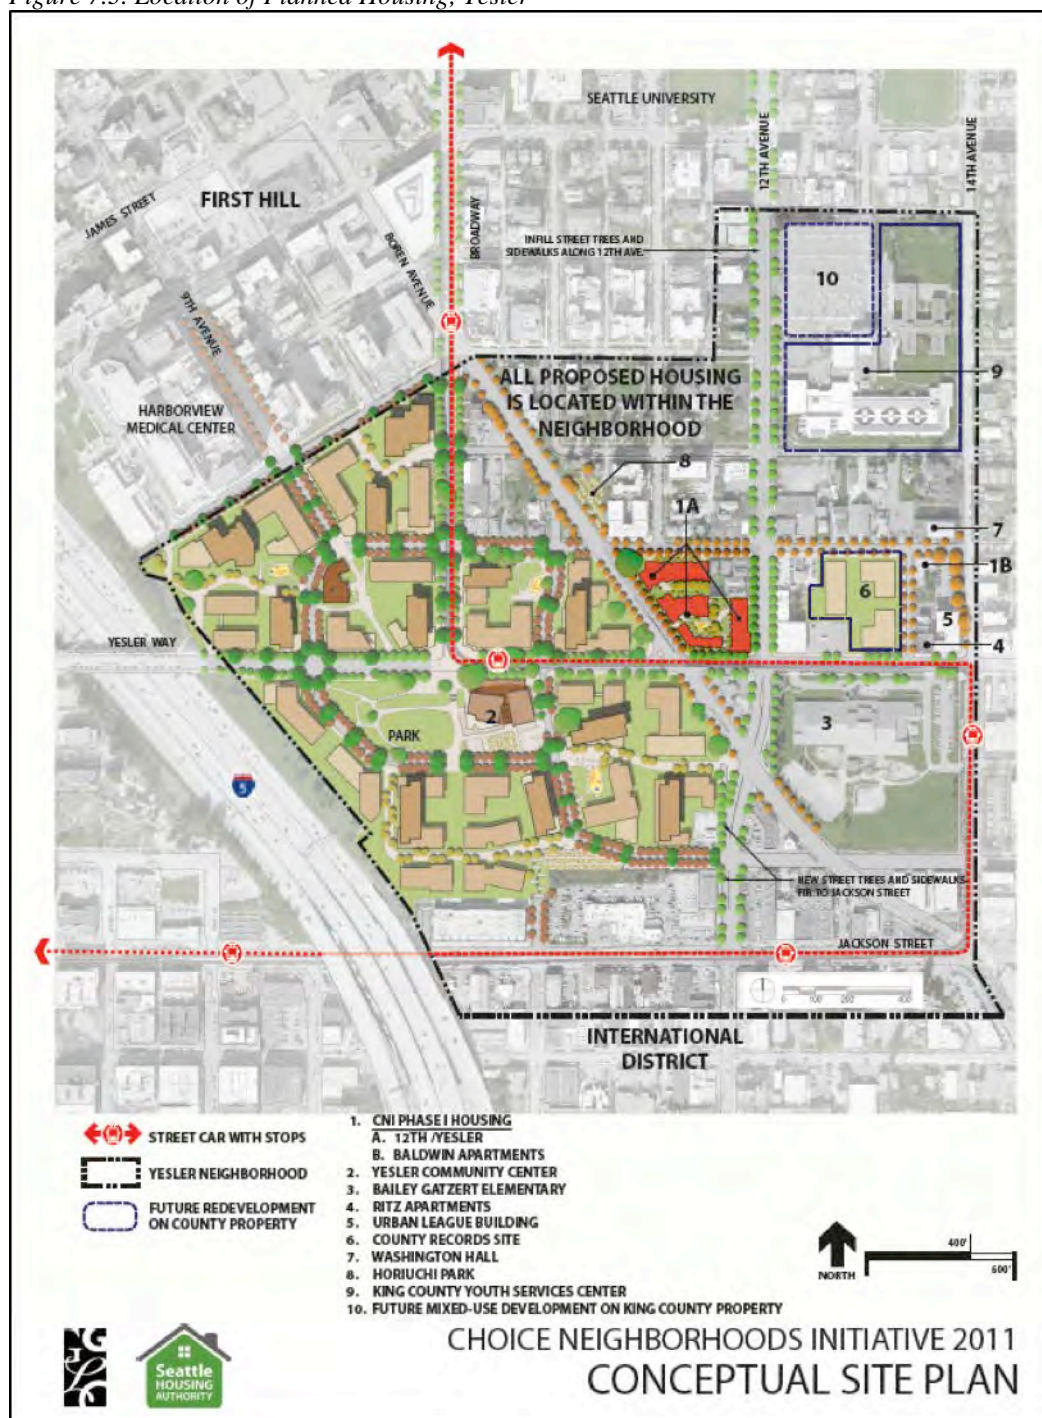 Figure 7.3: Location of Planned Housing, Yesler
SEATTLE UNIVERSITY
12TH AVENUE
14TH AVENUE
JAMES STREET
FIRST HILL
BOREN AVENUE
BROADWAY
INFILL STREET TREES AND
SIDEWALKS ALONG 12TH AVE.
10
9TH AVENUE
9
ALL PROPOSED HOUSING
IS LOCATED WITHIN THE
NEIGHBORHOOD
HARBORVIEW
MEDICAL CENTER
8
1A
7
1B
6
5
4
YESLER WAY
2
3
PARK
5
NEW STREET TREES AND SIDEWALKS
FIR TO JACKSON STREET
JACKSON STREET
0 100 200 400
INTERNATIONAL
DISTRICT
STREET CAR WITH STOPS
YESLER NEIGHBORHOOD
FUTURE REDEVELOPMENT
ON COUNTY PROPERTY
1. CNI PHASE I HOUSING
A. 12TH /YESLER
B. BALDWIN APARTMENTS
2. YESLER COMMUNITY CENTER
3. BAILEY GATZERT ELEMENTARY
4. RITZ APARTMENTS
5. URBAN LEAGUE BUILDING
6. COUNTY RECORDS SITE
7. WASHINGTON HALL
8. HORIUCHI PARK
9. KING COUNTY YOUTH SERVICES CENTER
10. FUTURE MIXED-USE DEVELOPMENT ON KING COUNTY PROPERTY
NORTH
400'
600'
Seattle
HOUSING
AUTHORITY
CHOICE NEIGHBORHOODS INITIATIVE 2011
CONCEPTUAL SITE PLAN